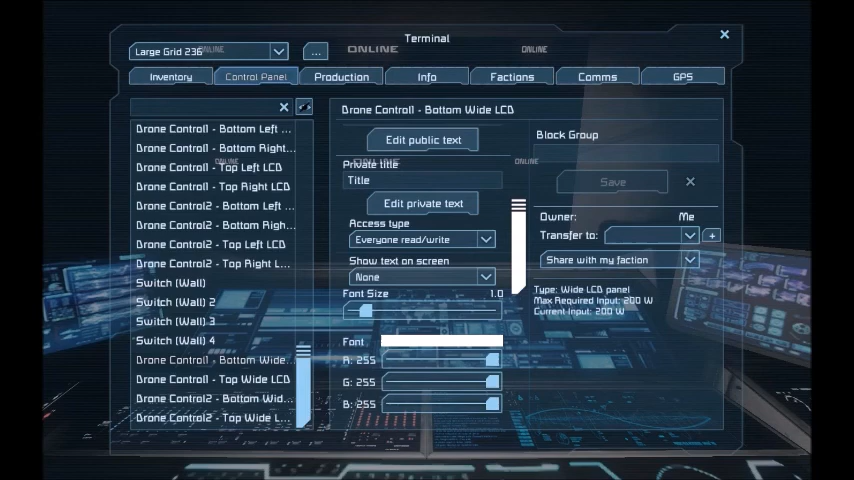 Terminal
Large Grid 236
...
ONLINE
ONLINE
ONLINE
Inventory
Control Panel
Production
Info
Factions
Comms
GPS
Drone Control1 - Bottom Left ...
Drone Control1 - Bottom Right...
Drone Control1 - Top Left LCD
Drone Control1 - Top Right LCD
Drone Control2 - Bottom Left ...
Drone Control2 - Bottom Righ...
Drone Control2 - Top Left LCD
Drone Control2 - Top Right L...
Switch (Wall)
Switch (Wall) 2
Switch (Wall) 3
Switch (Wall) 4
Drone Control1 - Bottom Wide...
Drone Control1 - Top Wide LCD
Drone Control2 - Bottom Wid...
Drone Control2 - Top Wide L...
ONLINE
Drone Control1 - Bottom Wide LCD
Edit public text
Private title
ONLINE
Title
Edit private text
Access type
Everyone read/write
Show text on screen
None
Font Size 1.0
Font
R: 255
G: 255
B: 255
Block Group
ONLINE
Save
Owner: Me
Transfer to:
+
Share with my faction
Type: Wide LCD panel
Max Required Input: 200 W
Current Input: 200 W